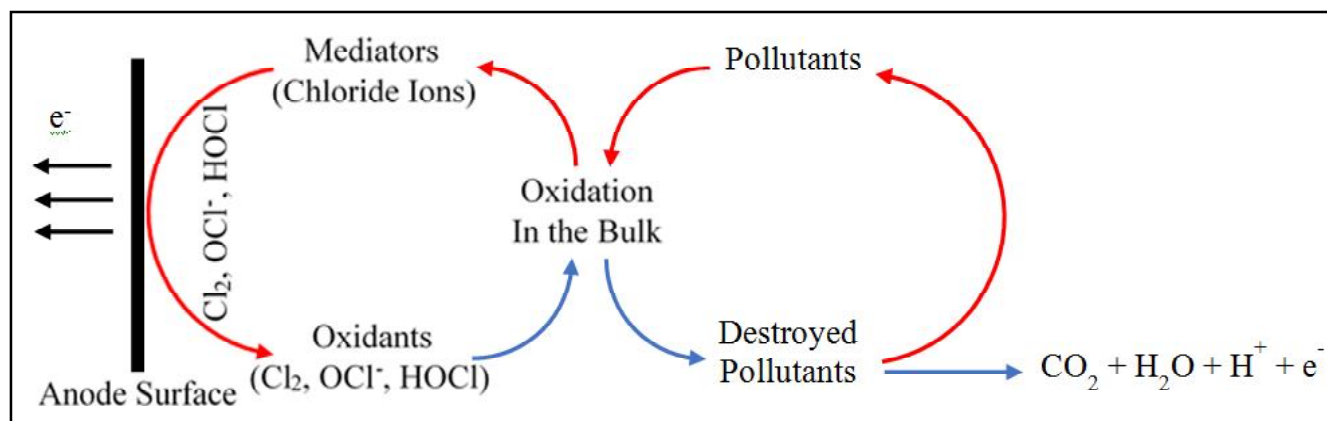 Mediators
(Chloride Ions)
Pollutants
e⁻
Cl₂, OCl⁻, HOCl
Oxidation
In the Bulk
Oxidants
(Cl₂, OCl⁻, HOCl)
Destroyed
Pollutants
CO₂ + H₂O + H⁺ + e⁻
Anode Surface